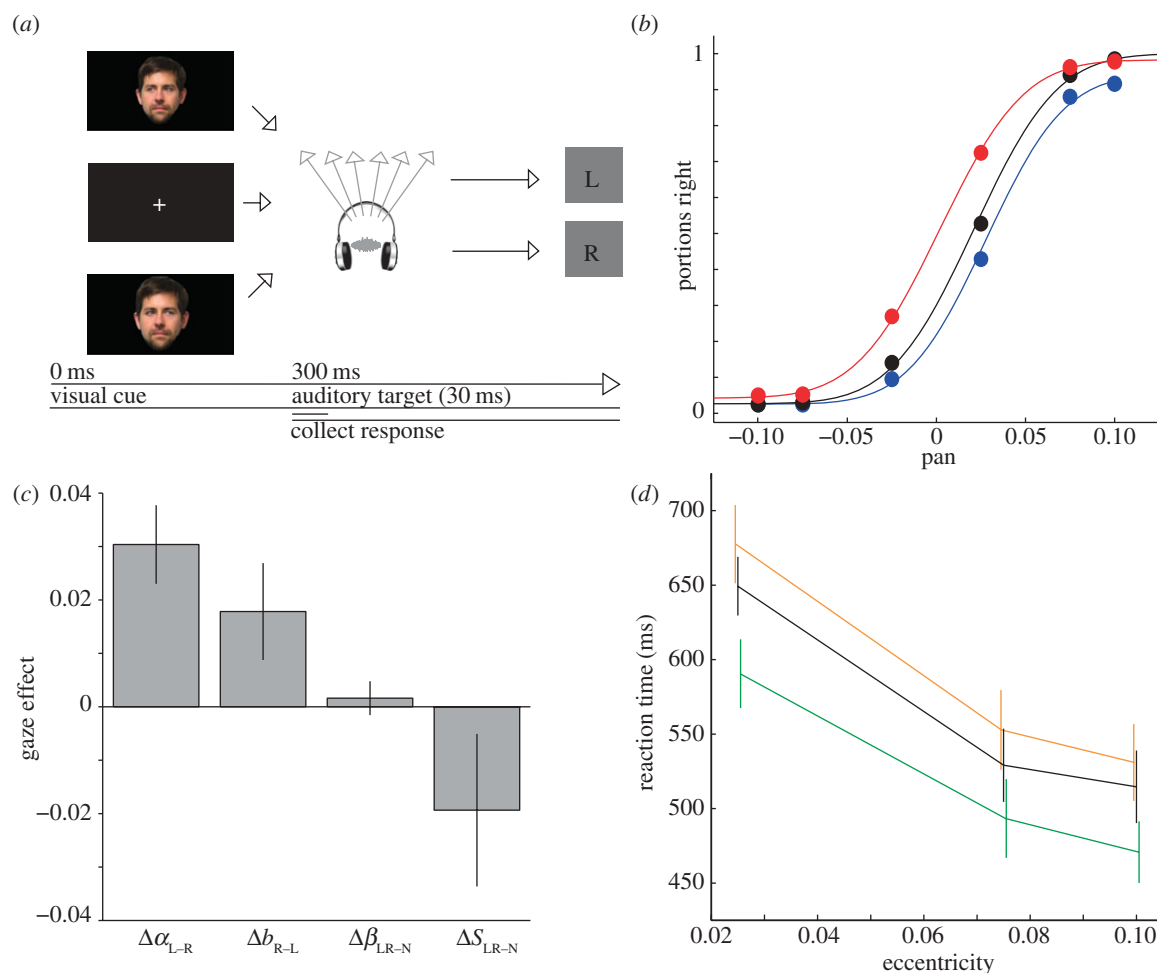 (a)
+
L
R
0 ms
300 ms
visual cue
auditory target (30 ms)
collect response
(b)
1
portions right
0
−0.10
−0.05
0
0.05
0.10
pan
(c)
0.04
0.02
gaze effect
0
−0.02
−0.04
Δα_L–R
Δb_R–L
Δβ_LR–N
ΔS_LR–N
(d)
700
650
reaction time (ms)
600
550
500
450
0.02
0.04
0.06
0.08
0.10
eccentricity